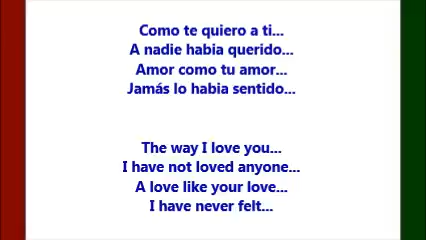 Como te quiero a ti...
A nadie habia querido...
Amor como tu amor...
Jamás lo habia sentido...
The way I love you...
I have not loved anyone...
A love like your love...
I have never felt...